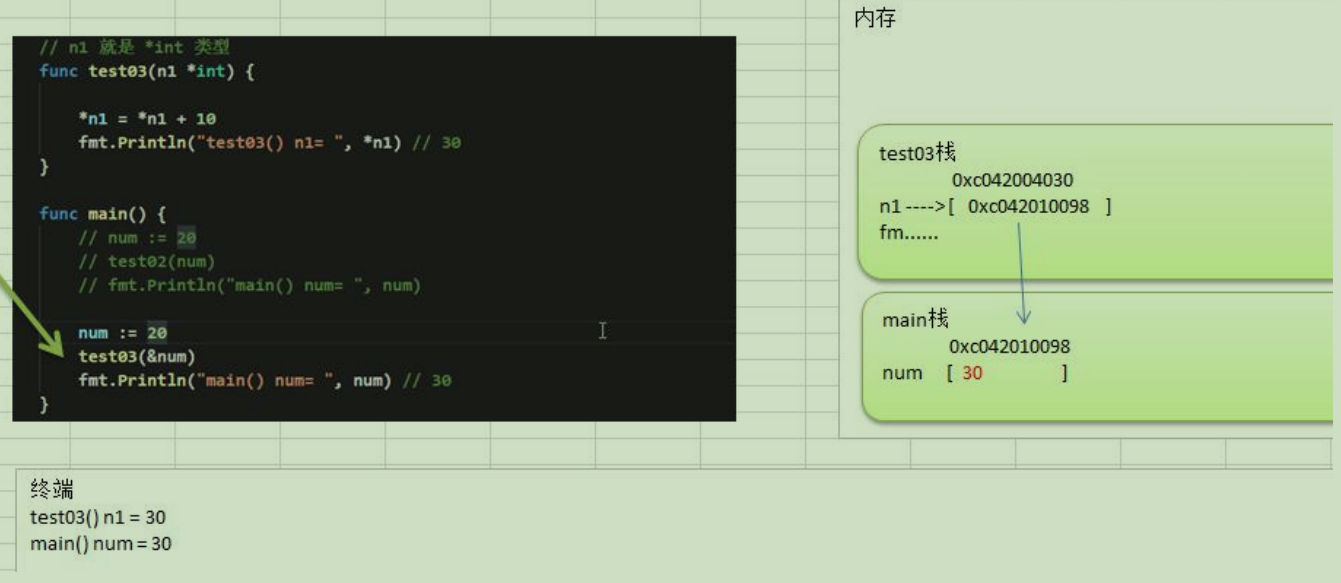 // n1 就是 *int 类型
func test03(n1 *int) {
*n1 = *n1 + 10
fmt.Println("test03() n1= ", *n1) // 30
}
func main() {
// num := 20
// test02(num)
// fmt.Println("main() num= ", num)
num := 20
test03(&num)
fmt.Println("main() num= ", num) // 30
}
内存
test03栈
0xc042004030
n1 ---->[ 0xc042010098 ]
fm......
main栈
0xc042010098
num [ 30 ]
终端
test03() n1 = 30
main() num = 30